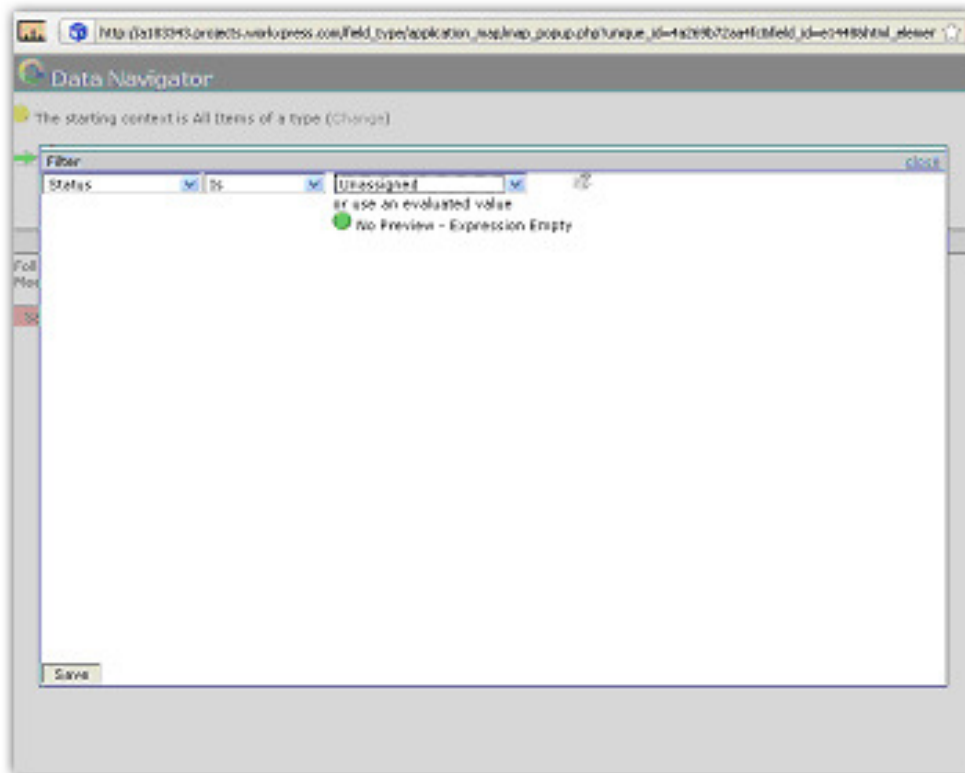 Data Navigator
The starting context is All Items of a type (Change)
Filter close
Status Is Unassigned
or use an evaluated value
No Preview - Expression Empty
Foll
Save